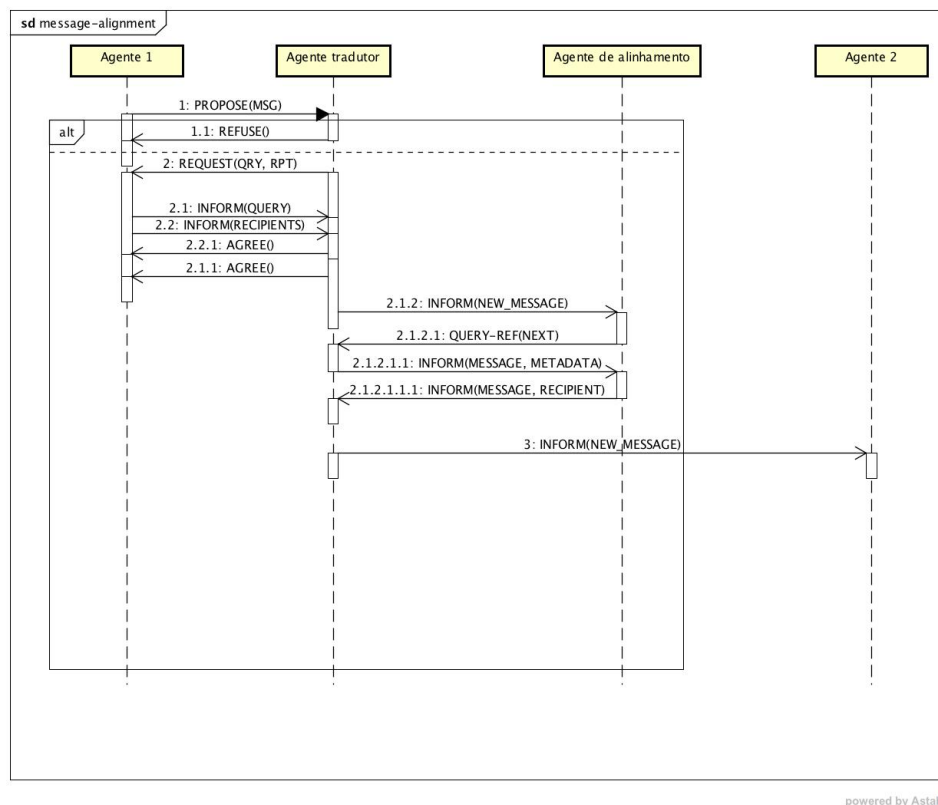 sd message-alignment
Agente 1
Agente tradutor
Agente de alinhamento
Agente 2
1: PROPOSE(MSG)
alt
1.1: REFUSE()
2: REQUEST(QRY, RPT)
2.1: INFORM(QUERY)
2.2: INFORM(RECIPIENTS)
2.2.1: AGREE()
2.1.1: AGREE()
2.1.2: INFORM(NEW_MESSAGE)
2.1.2.1: QUERY-REF(NEXT)
2.1.2.1.1: INFORM(MESSAGE, METADATA)
2.1.2.1.1.1: INFORM(MESSAGE, RECIPIENT)
3: INFORM(NEW_MESSAGE)
powered by Astah